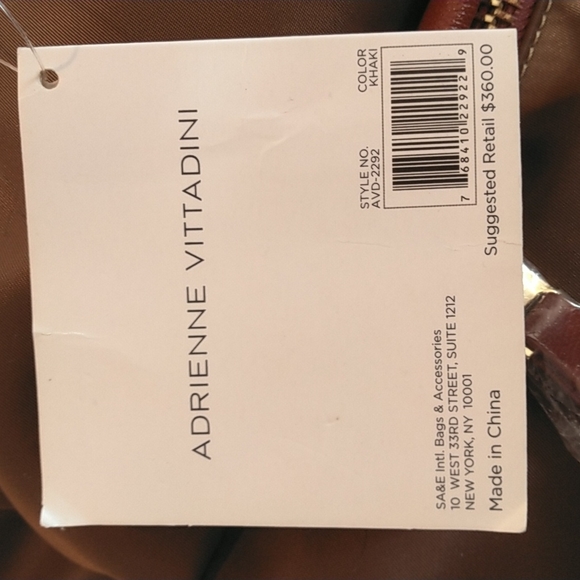 ADRIENNE VITTADINI
STYLE NO.
AVD-2292
COLOR
KHAKI
7 68410 22922 9
Suggested Retail $360.00
SA&E Intl. Bags & Accessories
10 WEST 33RD STREET, SUITE 1212
NEW YORK, NY 10001
Made in China